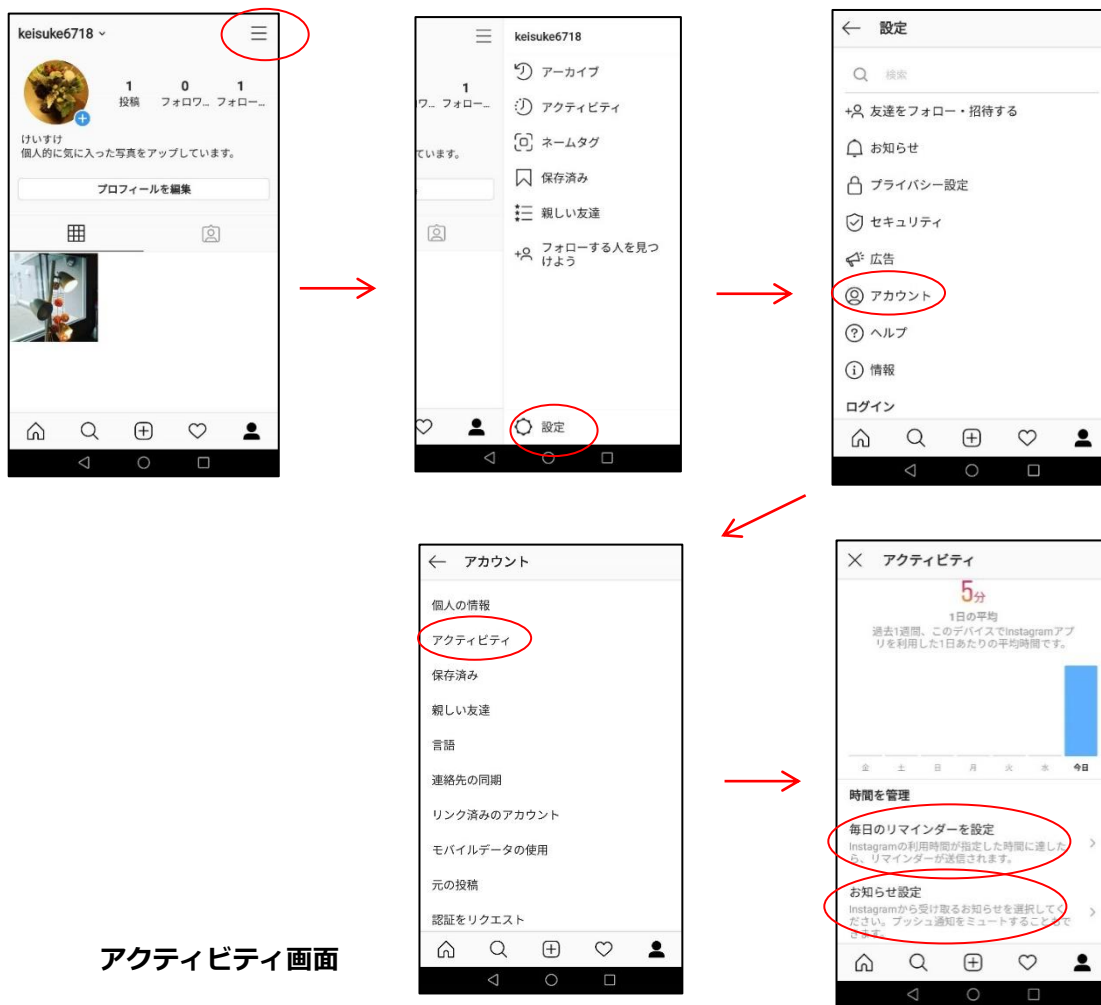 keisuke6718
1 0 1
投稿 フォロワ... フォロー...
けいすけ
個人的に気に入った写真をアップしています。
プロフィールを編集
1
ワ... フォロー...
ています。
keisuke6718
アーカイブ
アクティビティ
ネームタグ
保存済み
親しい友達
フォローする人を見つ
けよう
設定
設定
検索
友達をフォロー・招待する
お知らせ
プライバシー設定
セキュリティ
広告
アカウント
ヘルプ
情報
ログイン
アカウント
個人の情報
アクティビティ
保存済み
親しい友達
言語
連絡先の同期
リンク済みのアカウント
モバイルデータの使用
元の投稿
認証をリクエスト
アクティビティ
5分
1日の平均
過去1週間、このデバイスでInstagramアプ
リを利用した1日あたりの平均時間です。
金 土 日 月 火 水 今日
時間を管理
毎日のリマインダーを設定
Instagramの利用時間が指定した時間に達した
ら、リマインダーが送信されます。
お知らせ設定
Instagramから受け取るお知らせを選択してく
ださい。プッシュ通知をミュートすることもで
きます。
アクティビティ画面